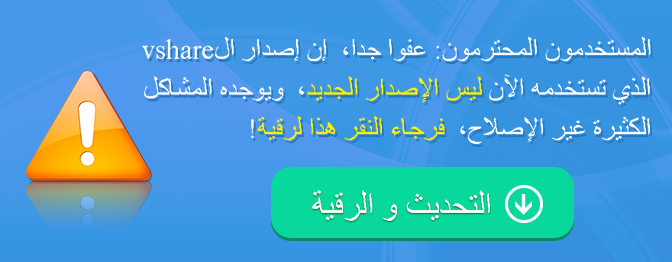 المستخدمون المحترمون: عفوا جدا، إن إصدار الvshare
الذي تستخدمه الآن ليس الإصدار الجديد، ويوجده المشاكل
الكثيرة غير الإصلاح، فرجاء النقر هذا لرقية!
التحديث و الرقية